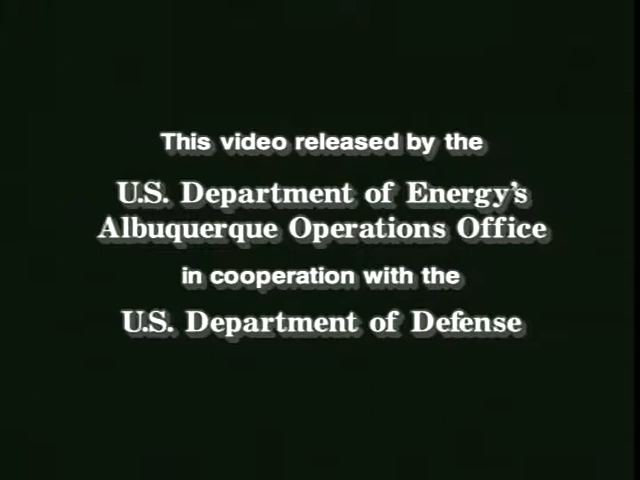 This video released by the
U.S. Department of Energy's
Albuquerque Operations Office
in cooperation with the
U.S. Department of Defense